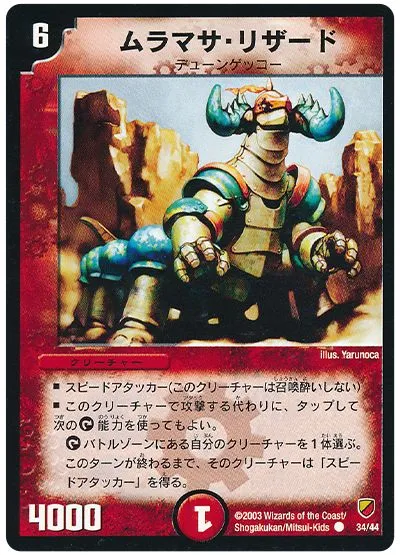 6
ムラマサ・リザード
デューンゲッコー
illus. Yarunoca
クリーチャー
■ スピードアタッカー(このクリーチャーは召喚酔いしない)
■ このクリーチャーで攻撃する代わりに、タップして
次の 能力を使ってもよい。
バトルゾーンにある自分のクリーチャーを1体選ぶ。
このターンが終わるまで、そのクリーチャーは「スピー
ドアタッカー」を得る。
4000
1
©2003 Wizards of the Coast/
Shogakukan/Mitsui-Kids
34/44